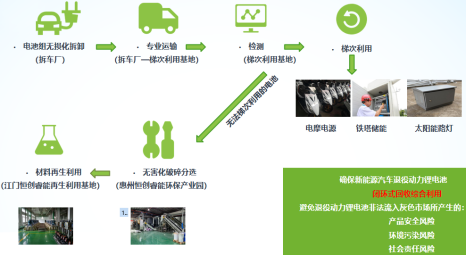 · 电池组无损化拆卸
(拆车厂)
· 专业运输
(拆车厂—梯次利用基地)
· 检测
(梯次利用基地)
· 梯次利用
无法梯次利用的电池
电摩电源
铁塔储能
太阳能路灯
· 材料再生利用
(江门恒创睿能再生利用基地)
· 无害化破碎分选
(惠州恒创睿能环保产业园)
1、
确保新能源汽车退役动力锂电池
闭环式回收综合利用
避免退役动力锂电池非法流入灰色市场所产生的:
产品安全风险
环境污染风险
社会责任风险